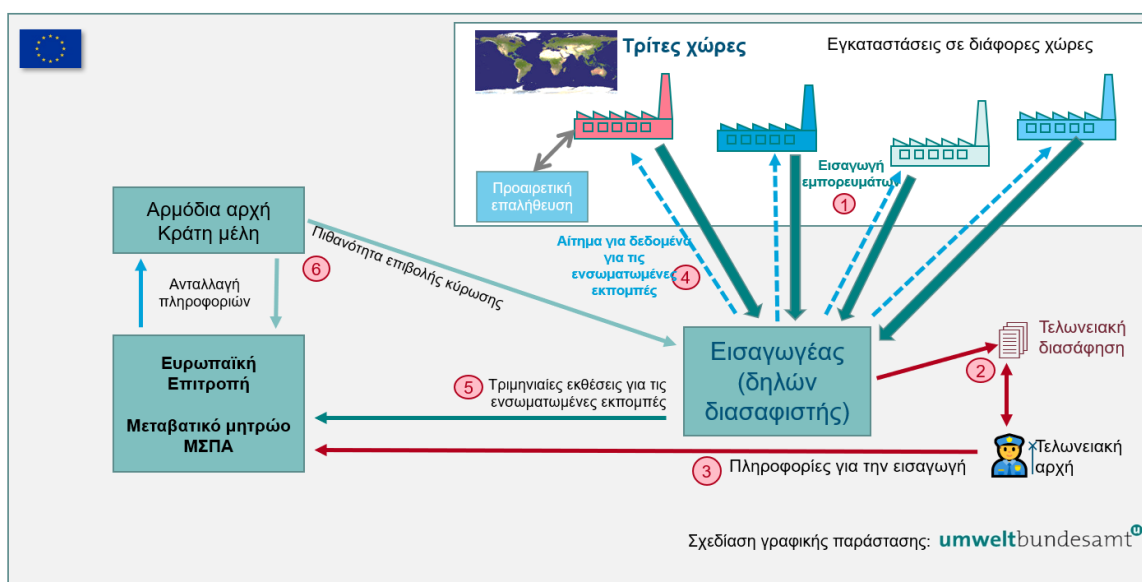 Τρίτες χώρες
Εγκαταστάσεις σε διάφορες χώρες
Προαιρετική
επαλήθευση
Εισαγωγή
εμπορευμάτων
1
Αίτημα για δεδομένα
για τις
ενσωματωμένες
εκπομπές
4
Αρμόδια αρχή
Κράτη μέλη
6
Πιθανότητα επιβολής κύρωσης
Ανταλλαγή
πληροφοριών
Ευρωπαϊκή
Επιτροπή
Μεταβατικό μητρώο
ΜΣΠΑ
Εισαγωγέας
(δηλών
διασαφιστής)
Τελωνειακή
διασάφηση
2
5
Τριμηνιαίες εκθέσεις για τις
ενσωματωμένες εκπομπές
3
Πληροφορίες για την εισαγωγή
Τελωνειακή
αρχή
Σχεδίαση γραφικής παράστασης: umweltbundesamt u